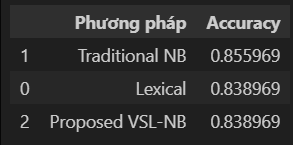 Phương pháp Accuracy
1 Traditional NB 0.855969
0 Lexical 0.838969
2 Proposed VSL-NB 0.838969